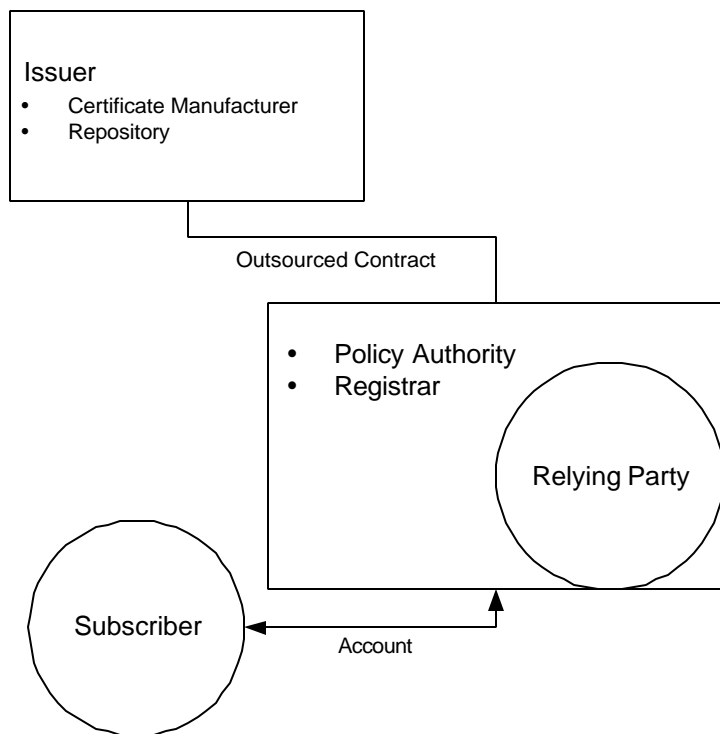 Issuer
• Certificate Manufacturer
• Repository
Outsourced Contract
• Policy Authority
• Registrar
Relying Party
Subscriber
Account